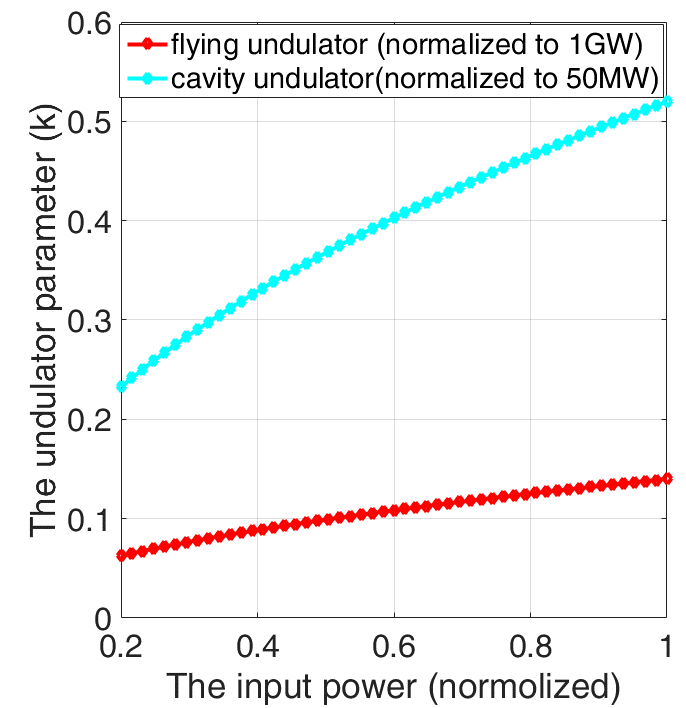 flying undulator (normalized to 1GW)
cavity undulator(normalized to 50MW)
The undulator parameter (k)
0.6
0.5
0.4
0.3
0.2
0.1
0
0.2 0.4 0.6 0.8 1
The input power (normolized)